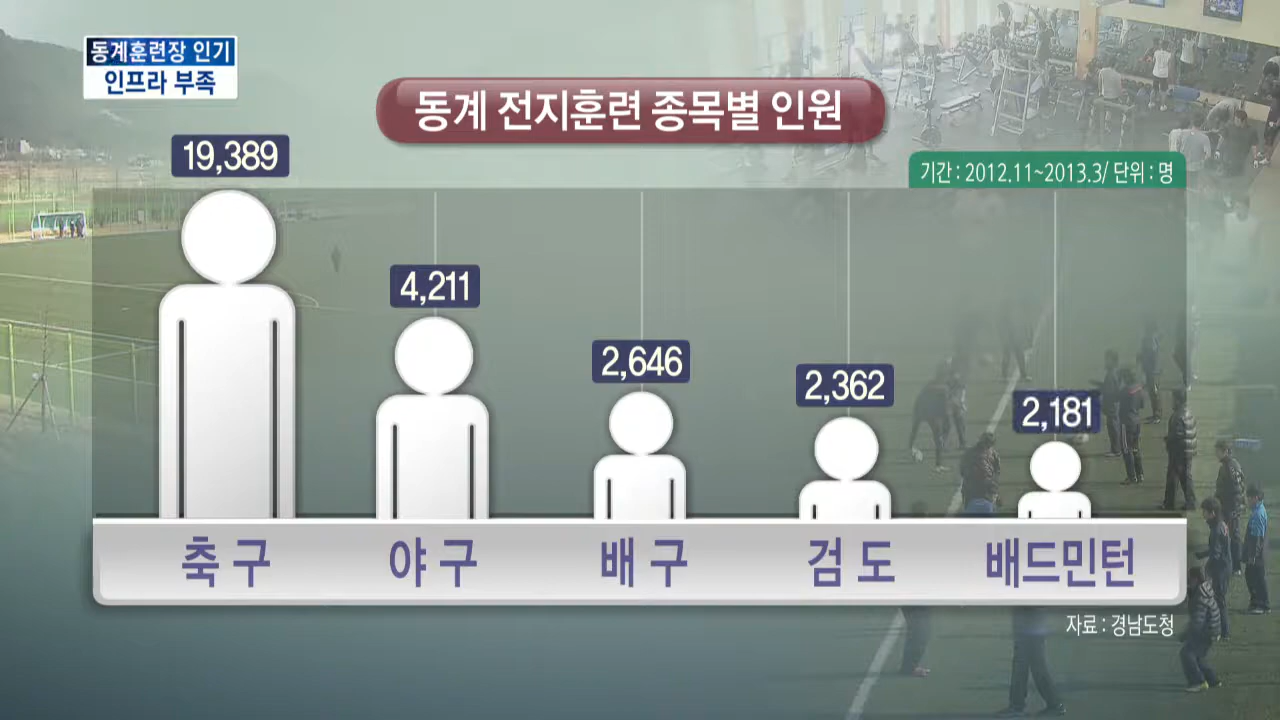 동계훈련장 인기
인프라 부족
동계 전지훈련 종목별 인원
기간 : 2012.11~2013.3/ 단위 : 명
19,389
4,211
2,646
2,362
2,181
축 구
야 구
배 구
검 도
배드민턴
자료 : 경남도청